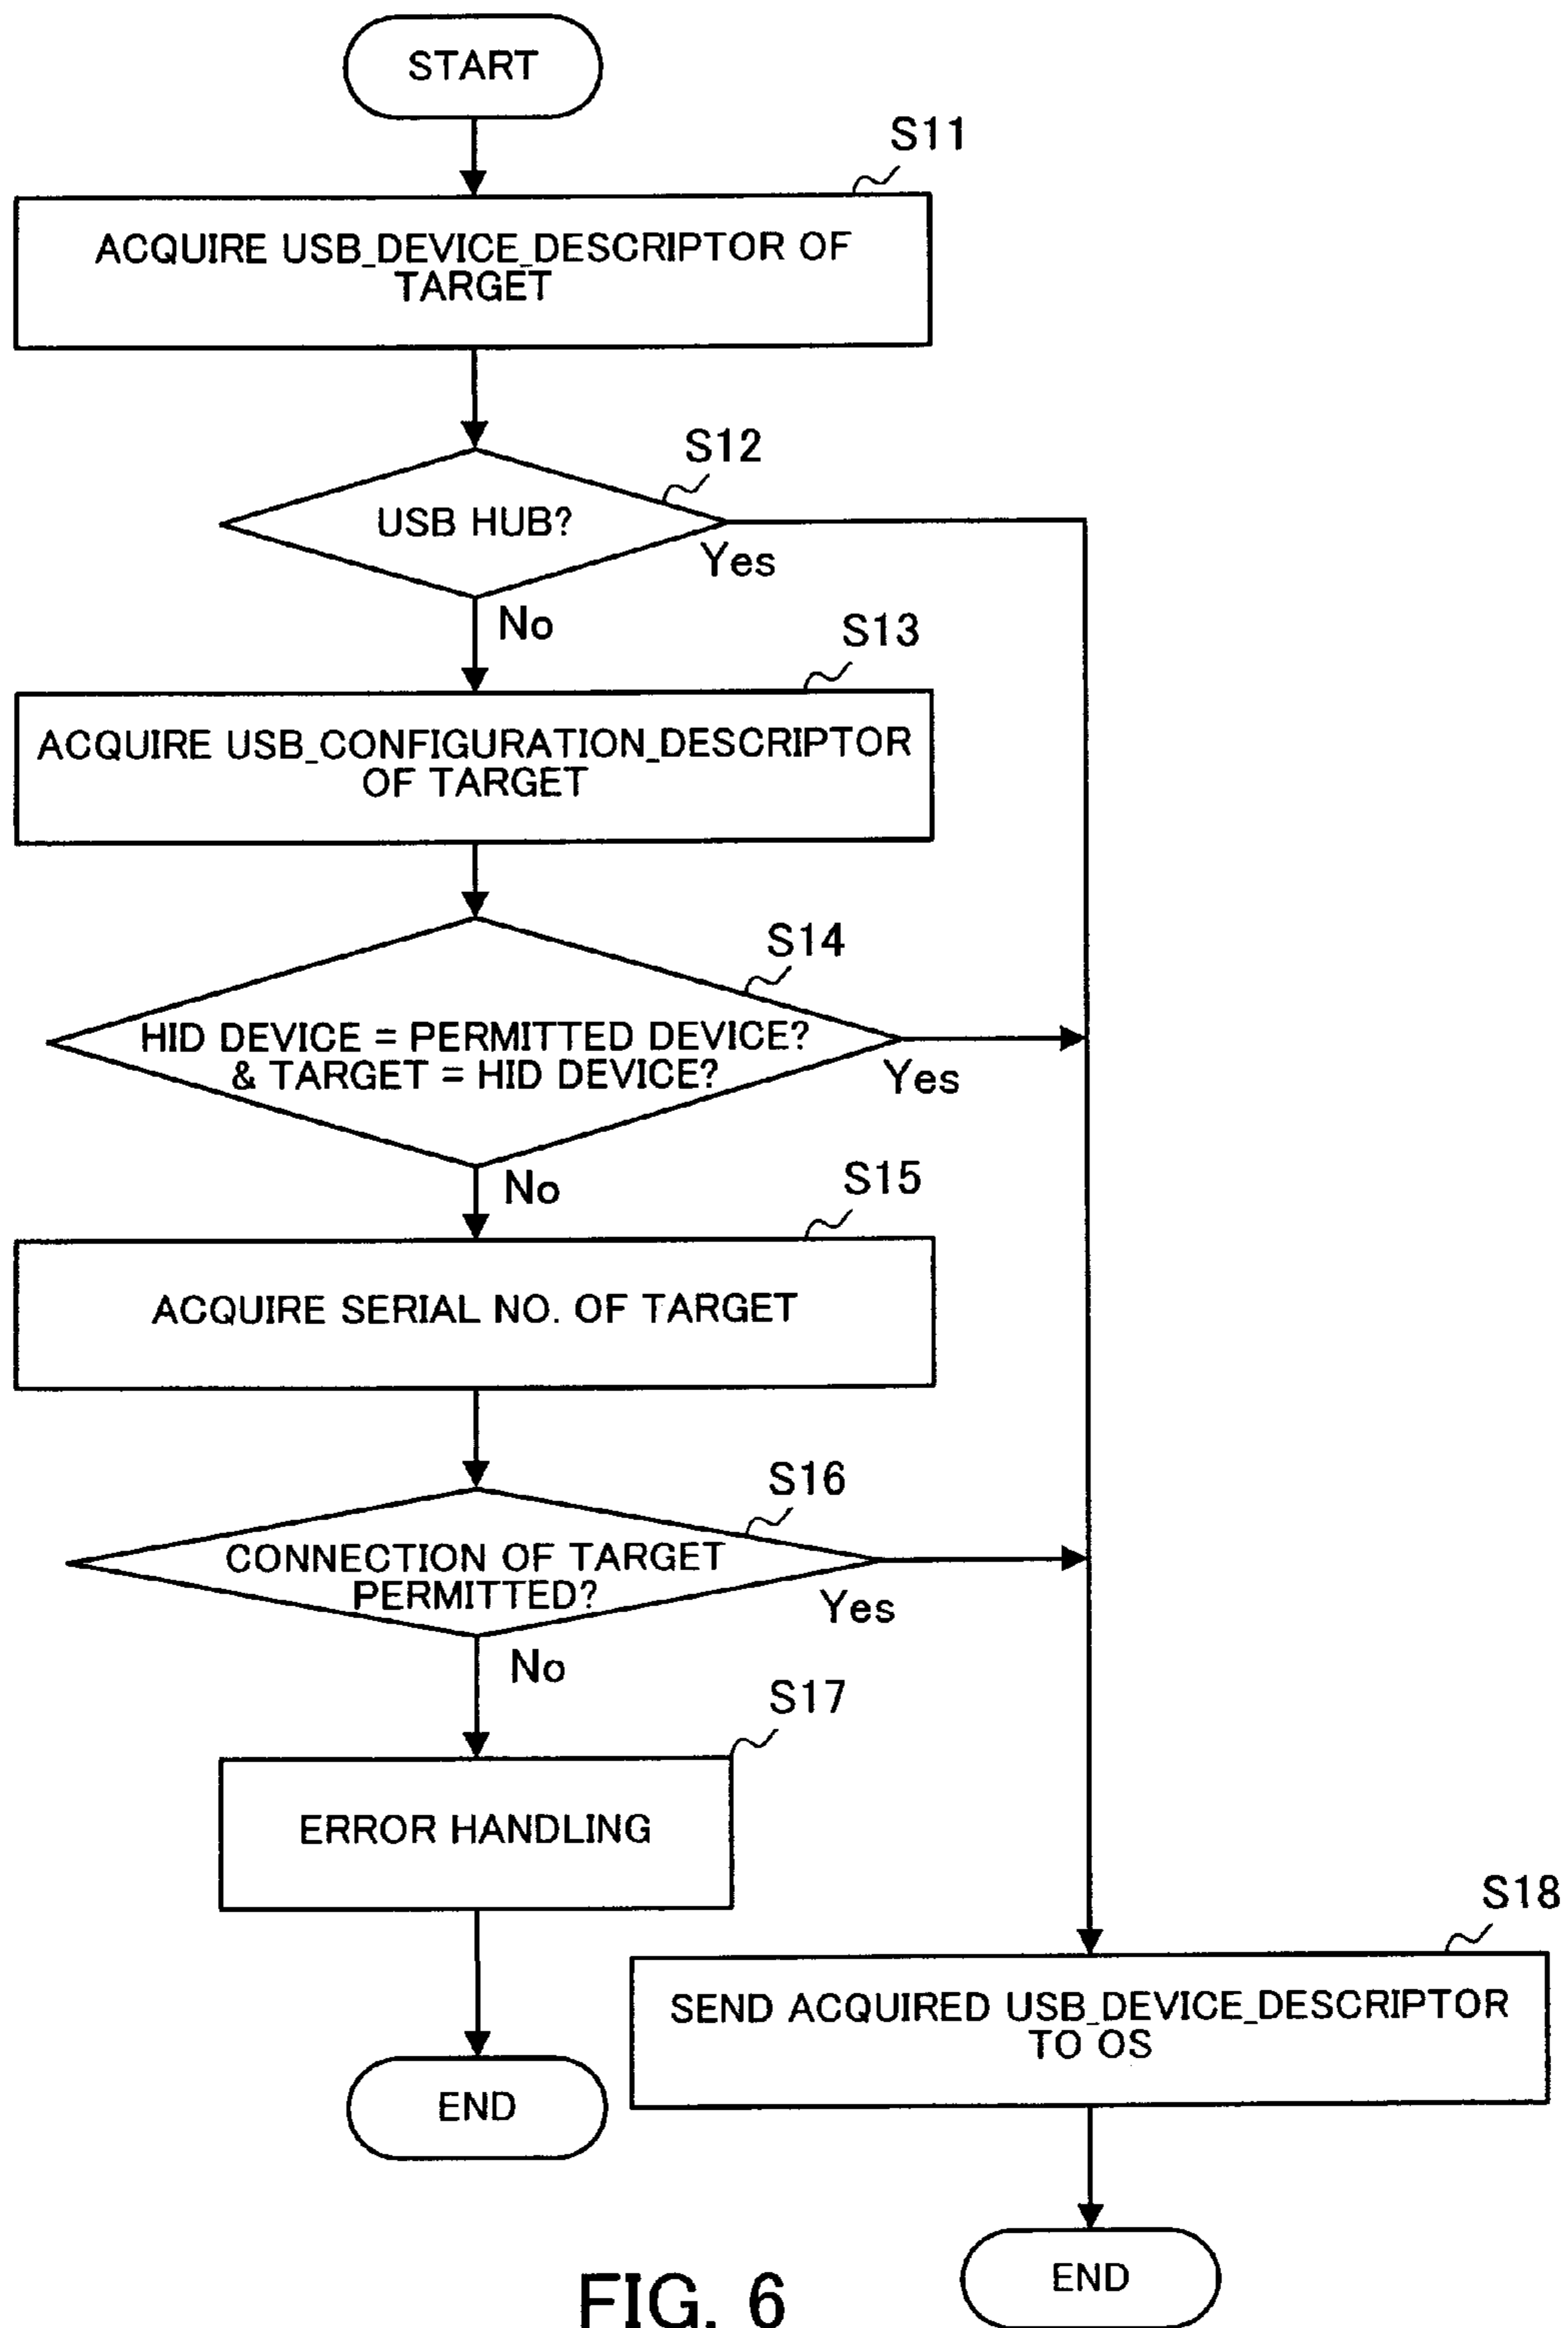 START
S11
ACQUIRE USB_DEVICE_DESCRIPTOR OF
TARGET
S12
USB HUB?
Yes
No
S13
ACQUIRE USB_CONFIGURATION_DESCRIPTOR
OF TARGET
S14
HID DEVICE = PERMITTED DEVICE?
& TARGET = HID DEVICE?
Yes
No
S15
ACQUIRE SERIAL NO. OF TARGET
S16
CONNECTION OF TARGET
PERMITTED?
Yes
No
S17
ERROR HANDLING
S18
SEND ACQUIRED USB_DEVICE_DESCRIPTOR
TO OS
END
END
FIG. 6